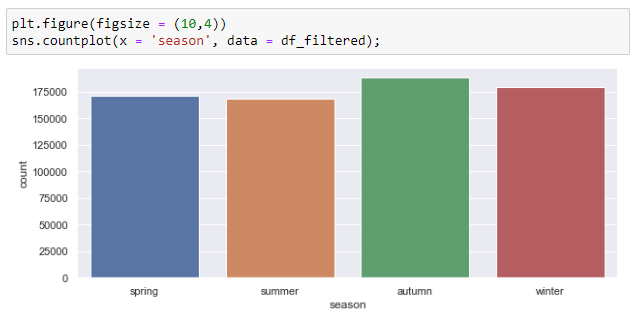 plt.figure(figsize = (10,4))
sns.countplot(x = 'season', data = df_filtered);
175000
150000
125000
100000
75000
50000
25000
0
count
spring summer autumn winter
season